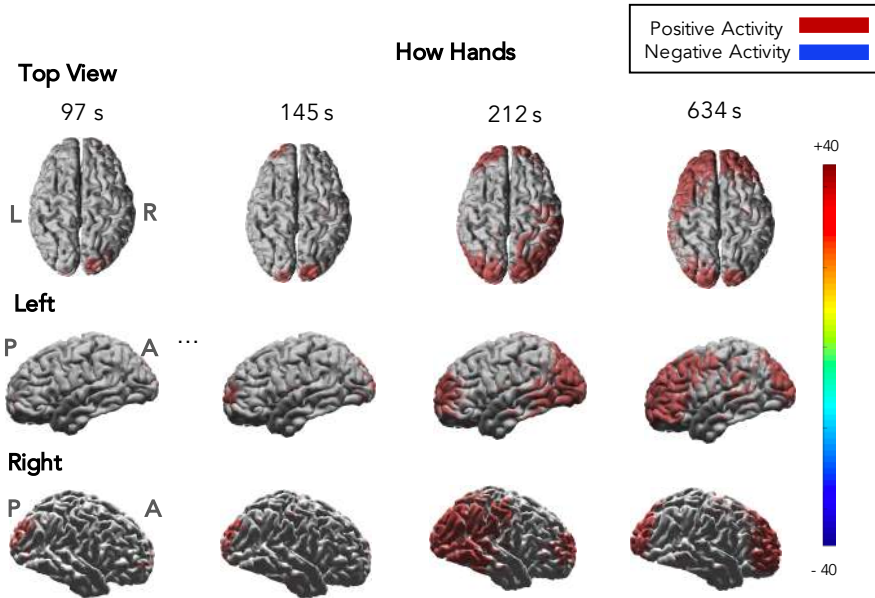 Positive Activity
Negative Activity
How Hands
Top View
97 s
145 s
212 s
634 s
+40
L
R
Left
P
A
...
Right
P
A
- 40